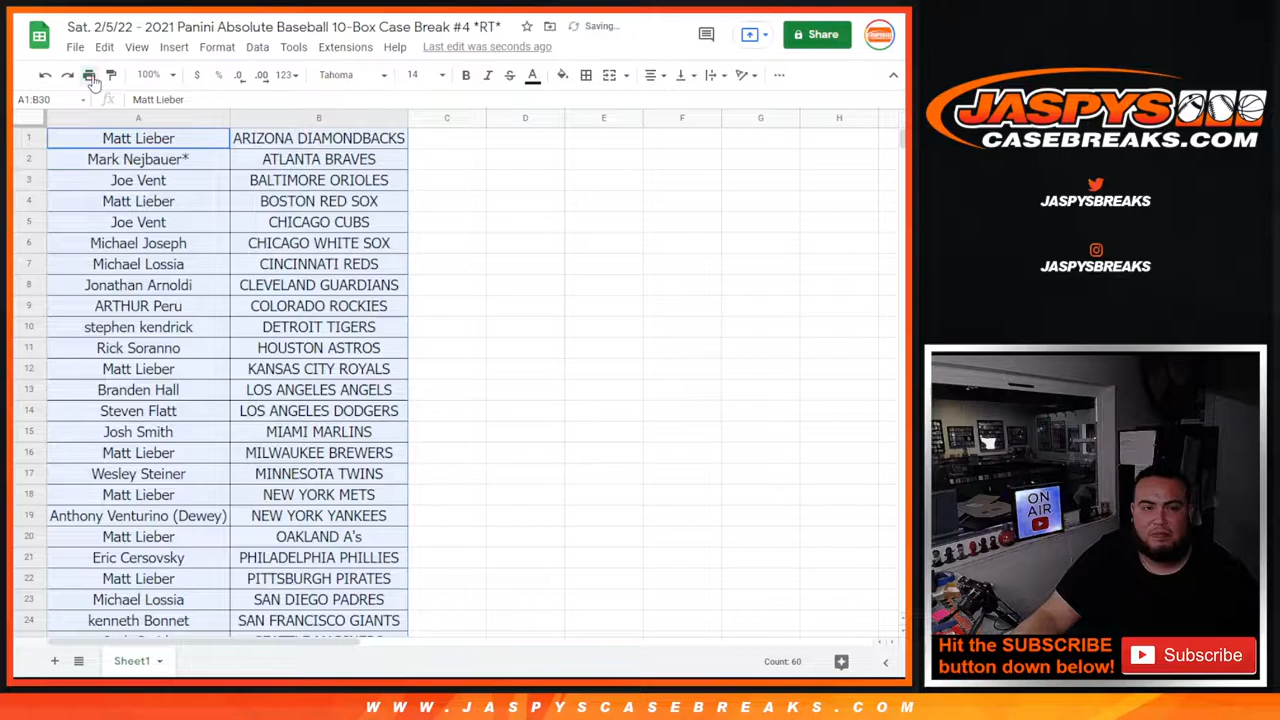 Sat. 2/5/22 - 2021 Panini Absolute Baseball 10-Box Case Break #4 *RT*
Saving...
File Edit View Insert Format Data Tools Extensions Help Last edit was seconds ago
Share
100% $ % .0 .00 123 Tahoma 14 B I S A
A1:B30 fx Matt Lieber
A B C D E F G H
1 Matt Lieber ARIZONA DIAMONDBACKS
2 Mark Nejbauer* ATLANTA BRAVES
3 Joe Vent BALTIMORE ORIOLES
4 Matt Lieber BOSTON RED SOX
5 Joe Vent CHICAGO CUBS
6 Michael Joseph CHICAGO WHITE SOX
7 Michael Lossia CINCINNATI REDS
8 Jonathan Arnoldi CLEVELAND GUARDIANS
9 ARTHUR Peru COLORADO ROCKIES
10 stephen kendrick DETROIT TIGERS
11 Rick Soranno HOUSTON ASTROS
12 Matt Lieber KANSAS CITY ROYALS
13 Branden Hall LOS ANGELES ANGELS
14 Steven Flatt LOS ANGELES DODGERS
15 Josh Smith MIAMI MARLINS
16 Matt Lieber MILWAUKEE BREWERS
17 Wesley Steiner MINNESOTA TWINS
18 Matt Lieber NEW YORK METS
19 Anthony Venturino (Dewey) NEW YORK YANKEES
20 Matt Lieber OAKLAND A's
21 Eric Cersovsky PHILADELPHIA PHILLIES
22 Matt Lieber PITTSBURGH PIRATES
23 Michael Lossia SAN DIEGO PADRES
24 kenneth Bonnet SAN FRANCISCO GIANTS
Sheet1
Count: 60
JASPYS
CASEBREAKS.COM
JASPYSBREAKS
JASPYSBREAKS
ON
AIR
Hit the SUBSCRIBE
button down below!
Subscribe
WWW.JASPYSCASEBREAKS.COM